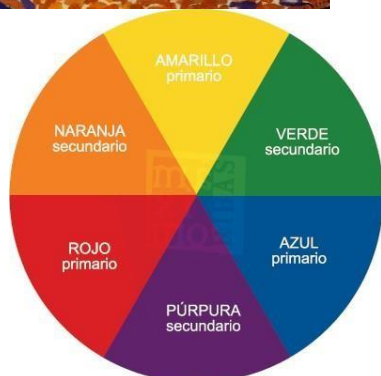 AMARILLO
primario
NARANJA
secundario
VERDE
secundario
ROJO
primario
AZUL
primario
PÚRPURA
secundario